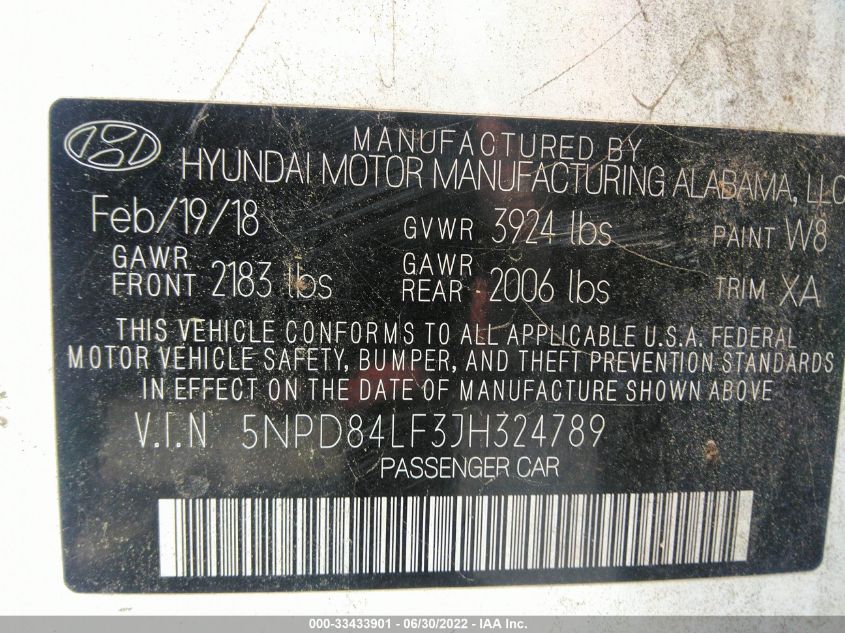 MANUFACTURED BY
HYUNDAI MOTOR MANUFACTURING ALABAMA, LLC
Feb/19/18 GVWR 3924 lbs PAINT W8
GAWR FRONT 2183 lbs GAWR REAR 2006 lbs TRIM XA
THIS VEHICLE CONFORMS TO ALL APPLICABLE U.S.A. FEDERAL
MOTOR VEHICLE SAFETY, BUMPER, AND THEFT PREVENTION STANDARDS
IN EFFECT ON THE DATE OF MANUFACTURE SHOWN ABOVE
V.I.N 5NPD84LF3JH324789
PASSENGER CAR
000-33433901 - 06/30/2022 - IAA Inc.